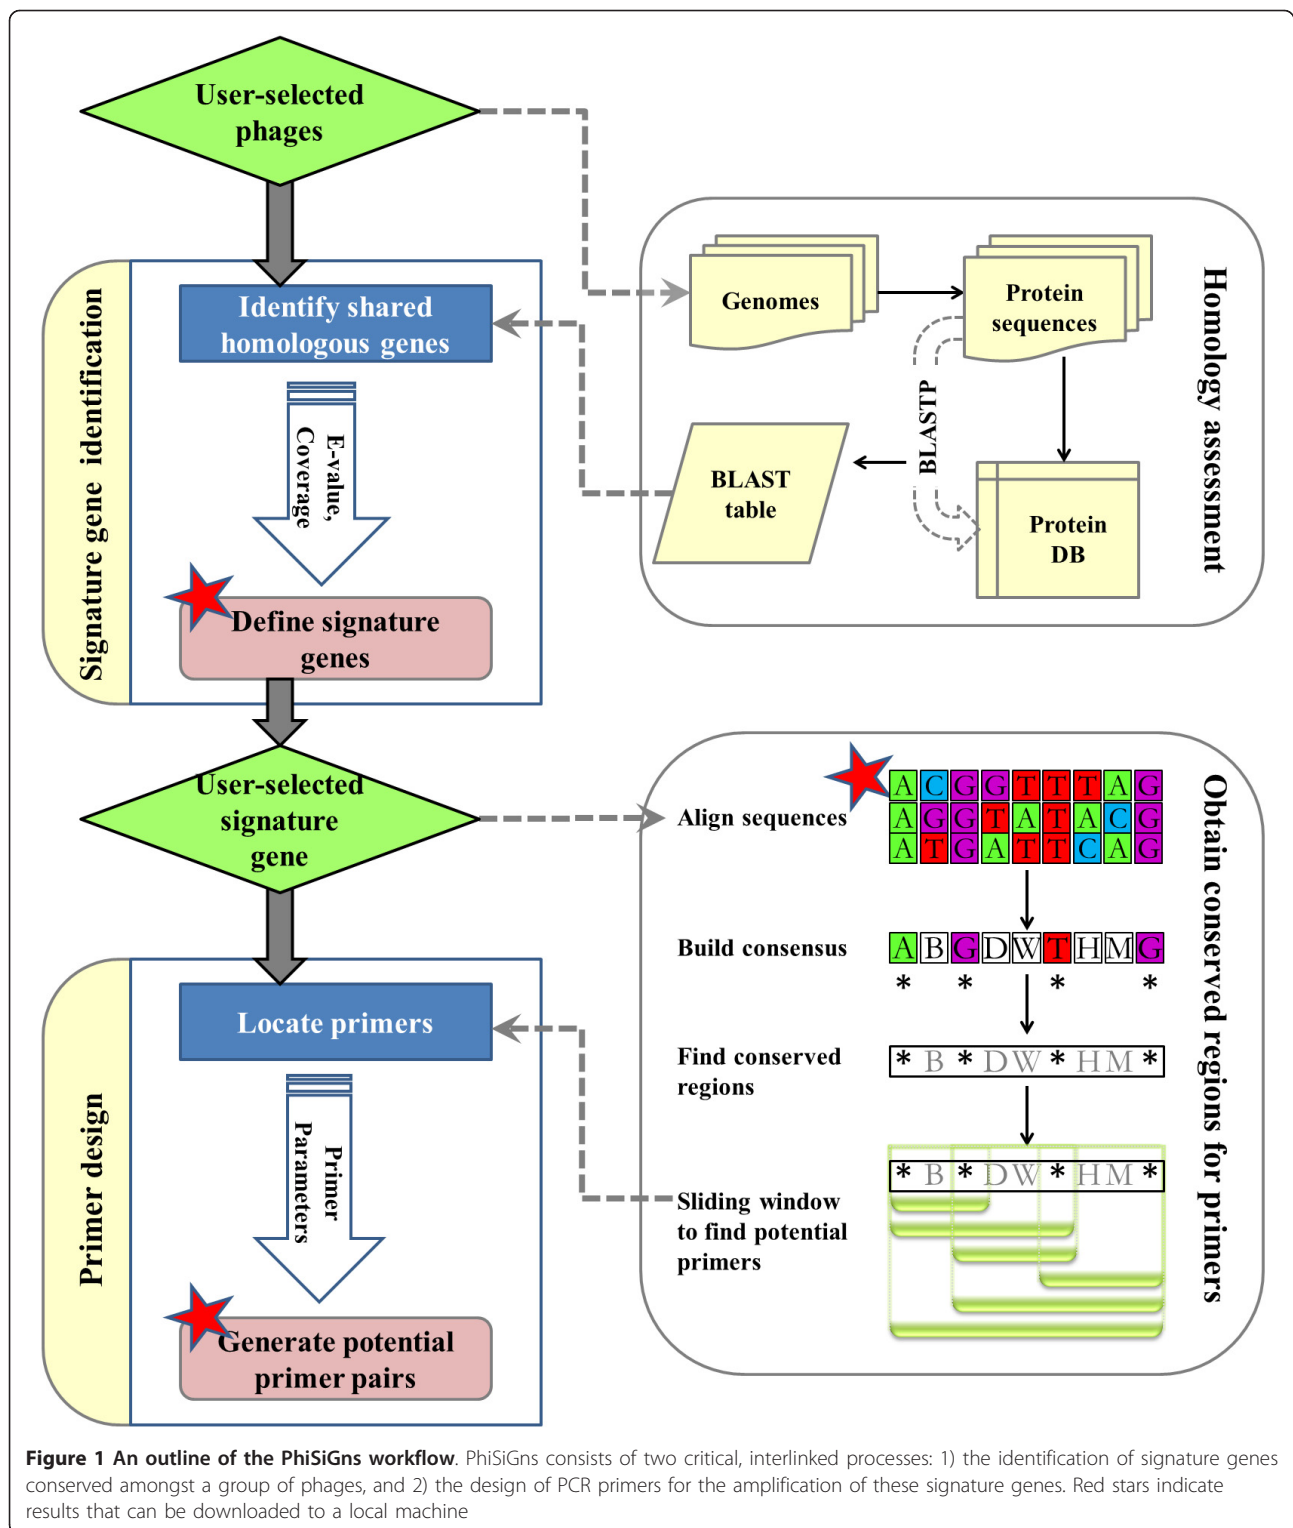 User-selected
phages
Signature gene identification
Identify shared
homologous genes
E-value,
Coverage
Define signature
genes
Genomes
Protein
sequences
BLASTP
BLAST
table
Protein
DB
Homology assessment
User-selected
signature
gene
Primer design
Locate primers
Primer
Parameters
Generate potential
primer pairs
Align sequences
A C G G T T T A G
A G G T A T A C G
A T G A T T C A G
Build consensus
A B G D W T H M G
* * * *
Find conserved
regions
* B * D W * H M *
Sliding window
to find potential
primers
* B * D W * H M *
Obtain conserved regions for primers
Figure 1 An outline of the PhiSiGns workflow. PhiSiGns consists of two critical, interlinked processes: 1) the identification of signature genes
conserved amongst a group of phages, and 2) the design of PCR primers for the amplification of these signature genes. Red stars indicate
results that can be downloaded to a local machine